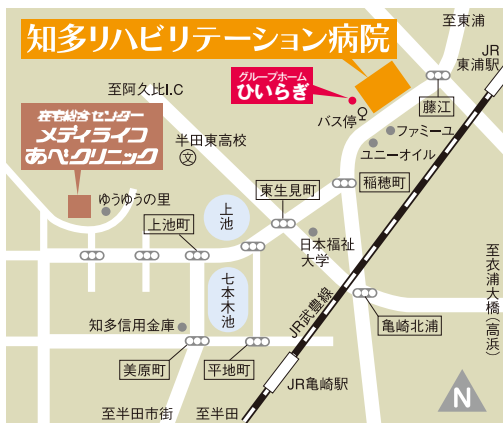 至東浦
知多リハビリテーション病院
JR
東浦駅
至阿久比I.C
グループホーム
ひいらぎ
藤江
バス停
在宅総合センター
メディライフ
あべクリニック
半田東高校
文
ファミーユ
ユニーオイル
稲穂町
東生見町
ゆうゆうの里
上池町
上池
日本福祉
大学
至衣浦大橋(高浜)
七本木池
JR武豊線
亀崎北浦
知多信用金庫
美原町
平地町
JR亀崎駅
至半田市街
至半田
N